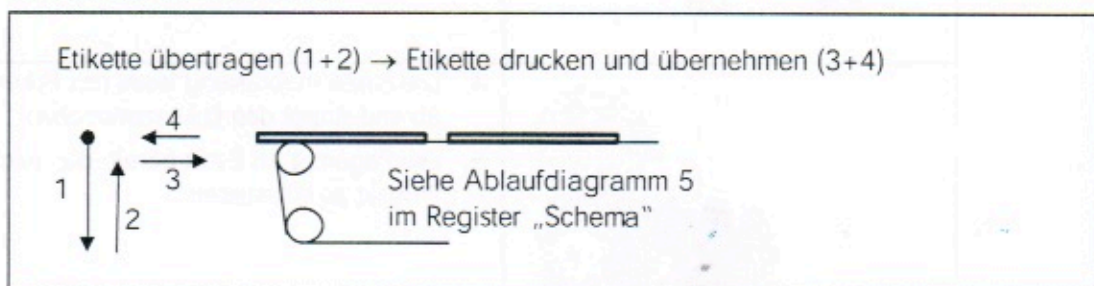 Etikette übertragen (1+2) → Etikette drucken und übernehmen (3+4)
4
3
1
2
Siehe Ablaufdiagramm 5
im Register „Schema“